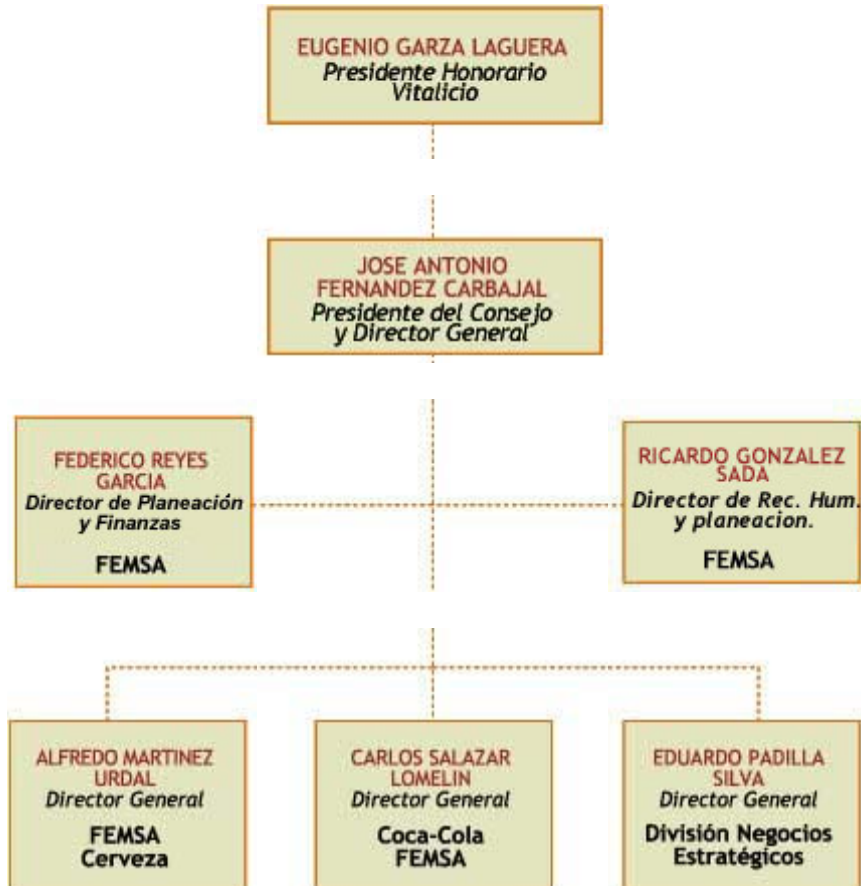 EUGENIO GARZA LAGUERA
Presidente Honorario
Vitalicio
JOSE ANTONIO
FERNANDEZ CARBAJAL
Presidente del Consejo
y Director General
FEDERICO REYES
GARCIA
Director de Planeación
y Finanzas
FEMSA
RICARDO GONZALEZ
SADA
Director de Rec. Hum.
y planeacion.
FEMSA
ALFREDO MARTINEZ
URDAL
Director General
FEMSA
Cerveza
CARLOS SALAZAR
LOMELIN
Director General
Coca-Cola
FEMSA
EDUARDO PADILLA
SILVA
Director General
División Negocios
Estratégicos